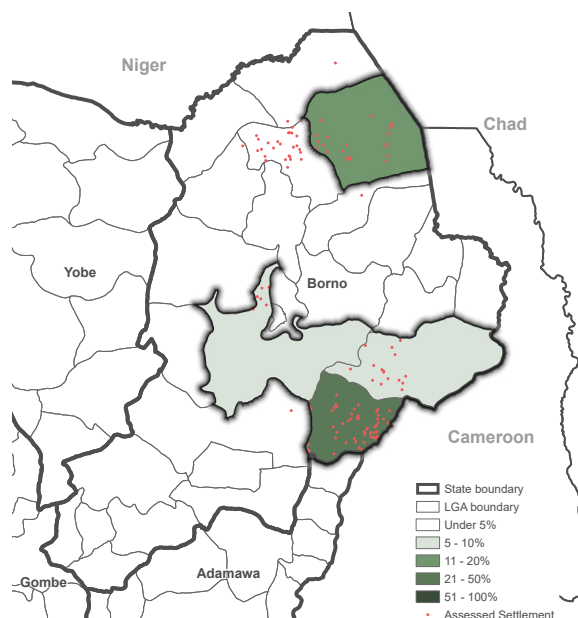 Niger
Chad
Yobe
Borno
Cameroon
State boundary
LGA boundary
Under 5%
5 - 10%
11 - 20%
21 - 50%
51 - 100%
Assessed Settlement
Gombe
Adamawa